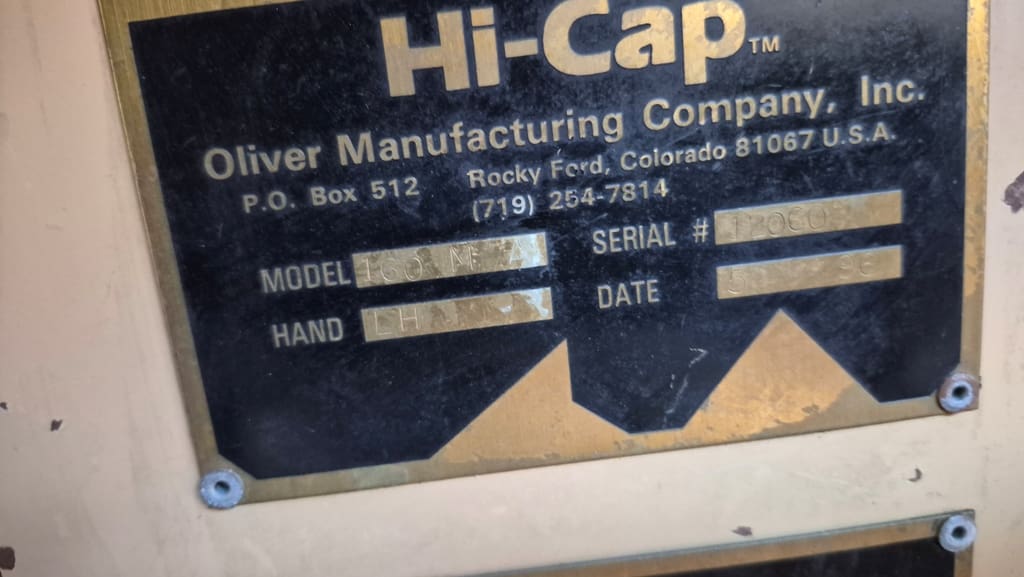 Hi-Cap™
Oliver Manufacturing Company, Inc.
P.O. Box 512 Rocky Ford, Colorado 81067 U.S.A.
(719) 254-7814
MODEL 160 SERIAL #
HAND LH DATE